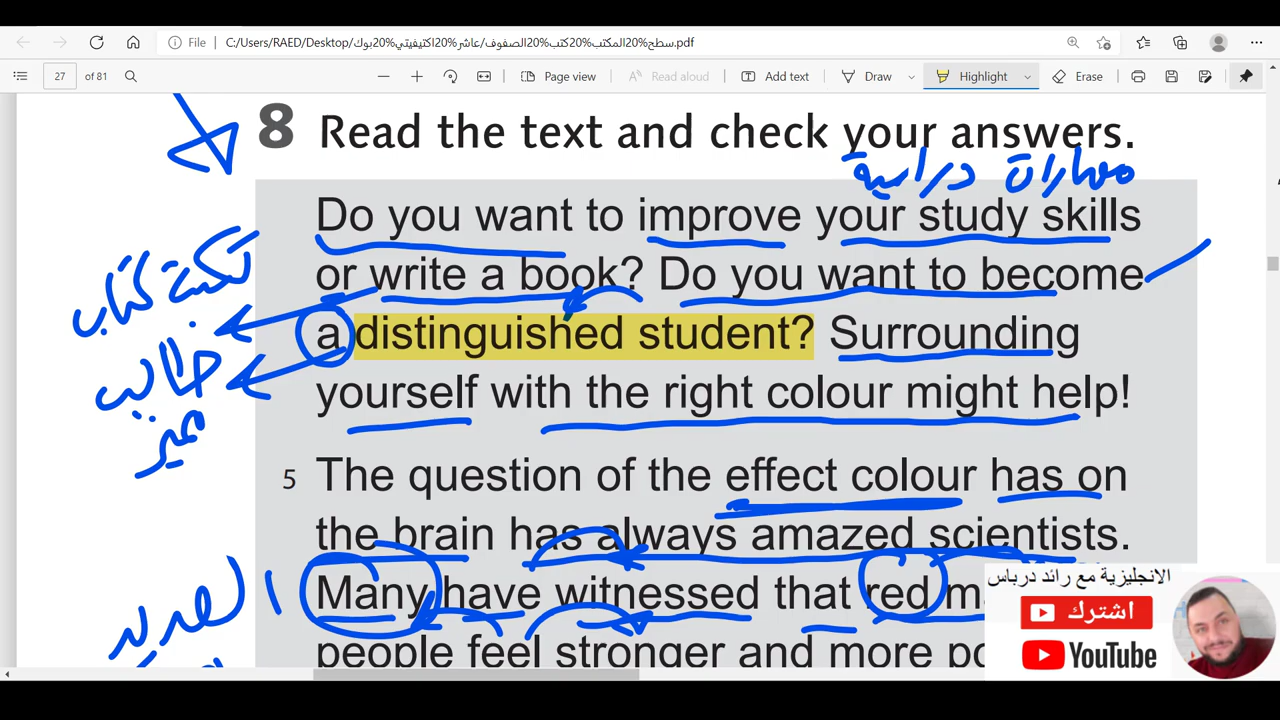 File
C:/Users/RAED/Desktop/سطح%20المكتب%20كتب%20الصفوف/عاشر%20اكتيفيتي%20بوك.pdf
27 of 81
Page view
Read aloud
Add text
Draw
Highlight
Erase
8 Read the text and check your answers.
مهارات دراسية
Do you want to improve your study skills
or write a book? Do you want to become
a distinguished student? Surrounding
yourself with the right colour might help!
تكتب كتاب
طالب
مميز
5 The question of the effect colour has on
the brain has always amazed scientists.
Many have witnessed that red
people feel stronger and more
العديد
الانجليزية مع رائد درباس
اشترك
YouTube